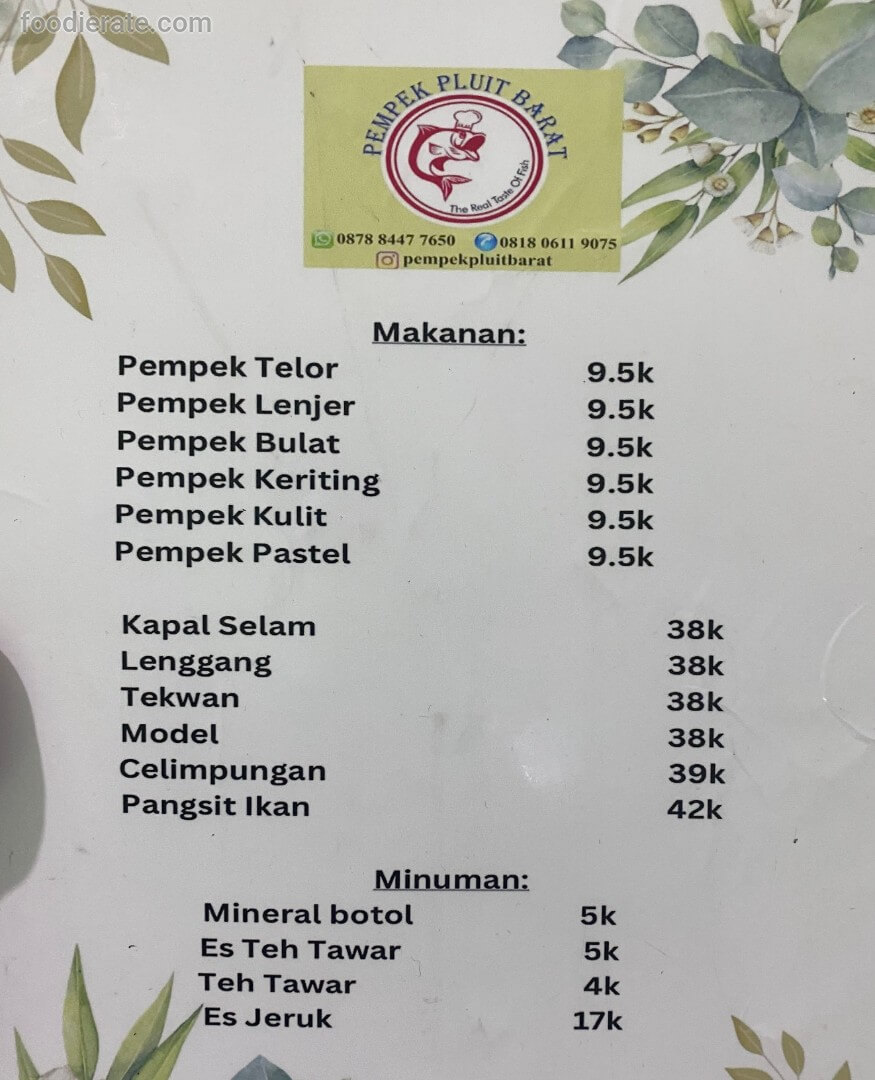 foodierate.com
PEMPEK PLUIT BARAT
The Real Taste Of Fish
0878 8447 7650 0818 0611 9075
pempekpluitbarat
Makanan:
Pempek Telor 9.5k
Pempek Lenjer 9.5k
Pempek Bulat 9.5k
Pempek Keriting 9.5k
Pempek Kulit 9.5k
Pempek Pastel 9.5k
Kapal Selam 38k
Lenggang 38k
Tekwan 38k
Model 38k
Celimpungan 39k
Pangsit Ikan 42k
Minuman:
Mineral botol 5k
Es Teh Tawar 5k
Teh Tawar 4k
Es Jeruk 17k